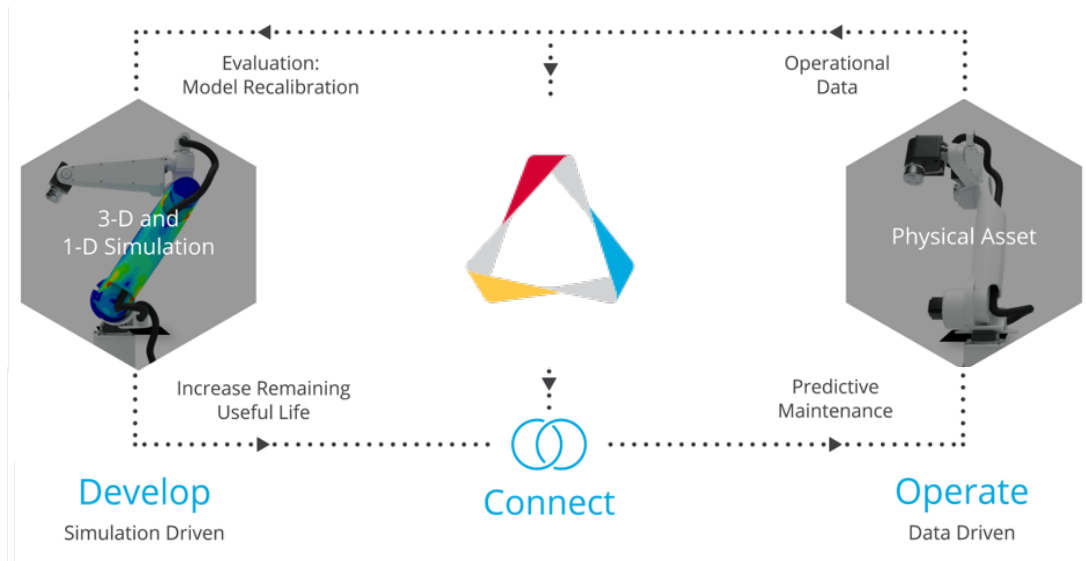 Evaluation:
Model Recalibration
Operational
Data
3-D and
1-D Simulation
Physical Asset
Increase Remaining
Useful Life
Predictive
Maintenance
Develop
Simulation Driven
Connect
Operate
Data Driven